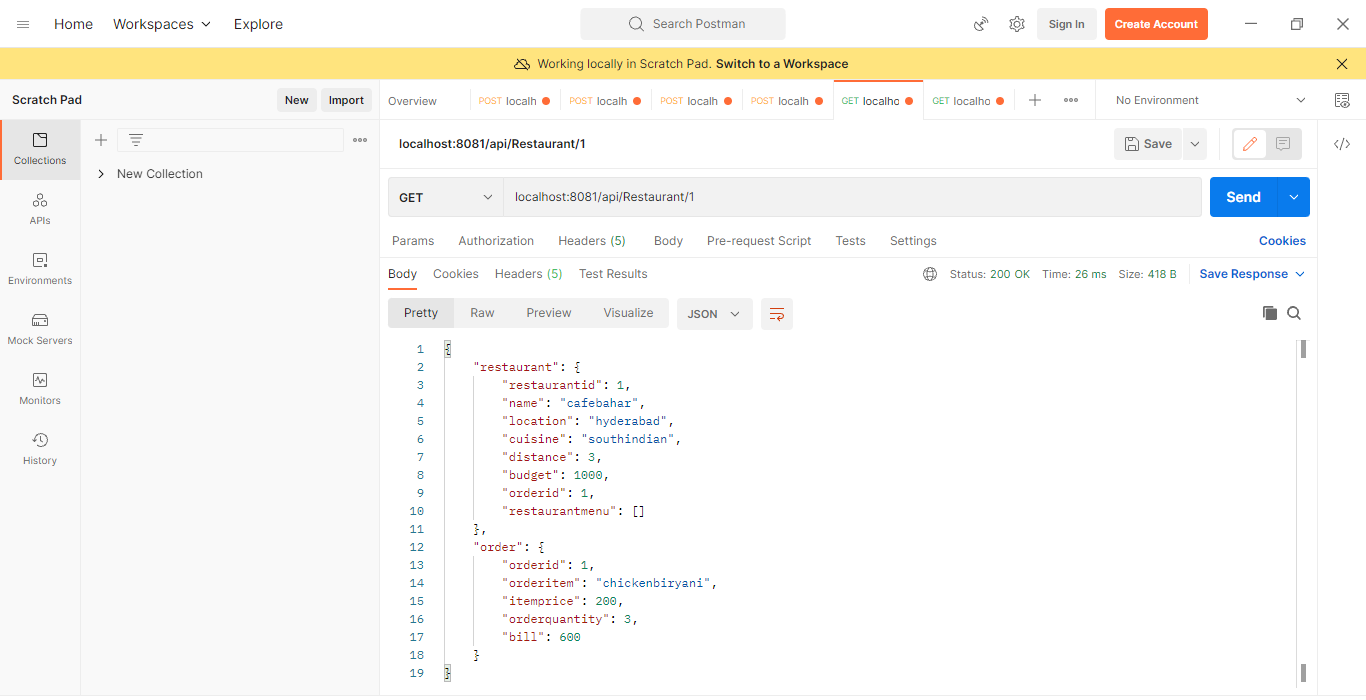 Home Workspaces Explore Search Postman Sign In Create Account
Working locally in Scratch Pad. Switch to a Workspace
Scratch Pad New Import Overview POST localh POST localh POST localh POST localh GET localho GET localho No Environment
Collections
New Collection
APIs
Environments
Mock Servers
Monitors
History
localhost:8081/api/Restaurant/1 Save
GET localhost:8081/api/Restaurant/1 Send
Params Authorization Headers (5) Body Pre-request Script Tests Settings Cookies
Body Cookies Headers (5) Test Results Status: 200 OK Time: 26 ms Size: 418 B Save Response
Pretty Raw Preview Visualize JSON
1 {
2 "restaurant": {
3 "restaurantid": 1,
4 "name": "cafebahar",
5 "location": "hyderabad",
6 "cuisine": "southindian",
7 "distance": 3,
8 "budget": 1000,
9 "orderid": 1,
10 "restaurantmenu": []
11 },
12 "order": {
13 "orderid": 1,
14 "orderitem": "chickenbiryani",
15 "itemprice": 200,
16 "orderquantity": 3,
17 "bill": 600
18 }
19 }